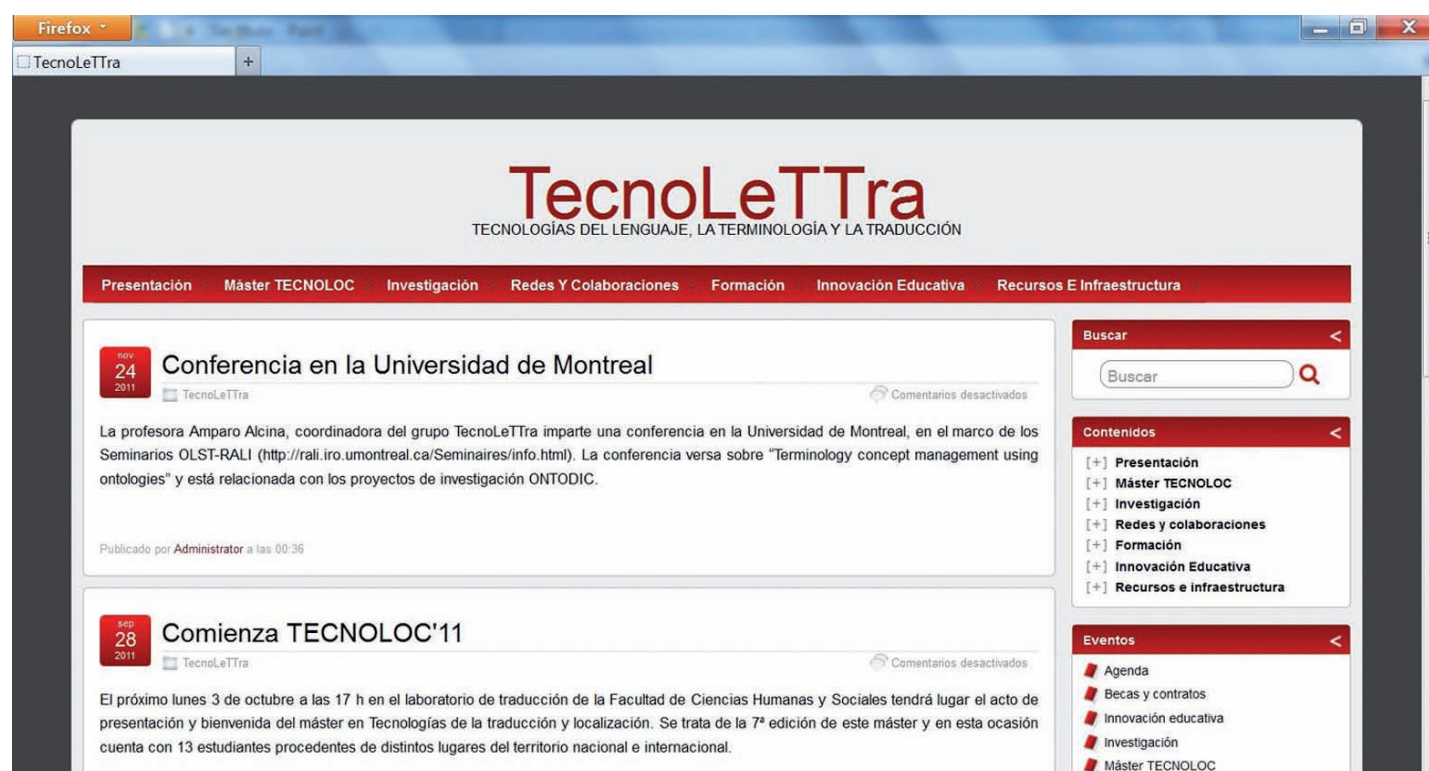 Firefox
TecnoLeTTra
+
TecnoLeTTra
TECNOLOGÍAS DEL LENGUAJE, LA TERMINOLOGÍA Y LA TRADUCCIÓN
Presentación Máster TECNOLOC Investigación Redes Y Colaboraciones Formación Innovación Educativa Recursos E Infraestructura
nov
24
2011
Conferencia en la Universidad de Montreal
TecnoLeTTra
Comentarios desactivados
La profesora Amparo Alcina, coordinadora del grupo TecnoLeTTra imparte una conferencia en la Universidad de Montreal, en el marco de los
Seminarios OLST-RALI (http://rali.iro.umontreal.ca/Seminaires/info.html). La conferencia versa sobre "Terminology concept management using
ontologies" y está relacionada con los proyectos de investigación ONTODIC.
Publicado por Administrator a las 00:36
sep
28
2011
Comienza TECNOLOC'11
TecnoLeTTra
Comentarios desactivados
El próximo lunes 3 de octubre a las 17 h en el laboratorio de traducción de la Facultad de Ciencias Humanas y Sociales tendrá lugar el acto de
presentación y bienvenida del máster en Tecnologías de la traducción y localización. Se trata de la 7ª edición de este máster y en esta ocasión
cuenta con 13 estudiantes procedentes de distintos lugares del territorio nacional e internacional.
Buscar <
Buscar
Contenidos <
[+] Presentación
[+] Máster TECNOLOC
[+] Investigación
[+] Redes y colaboraciones
[+] Formación
[+] Innovación Educativa
[+] Recursos e infraestructura
Eventos <
Agenda
Becas y contratos
Innovación educativa
Investigación
Máster TECNOLOC